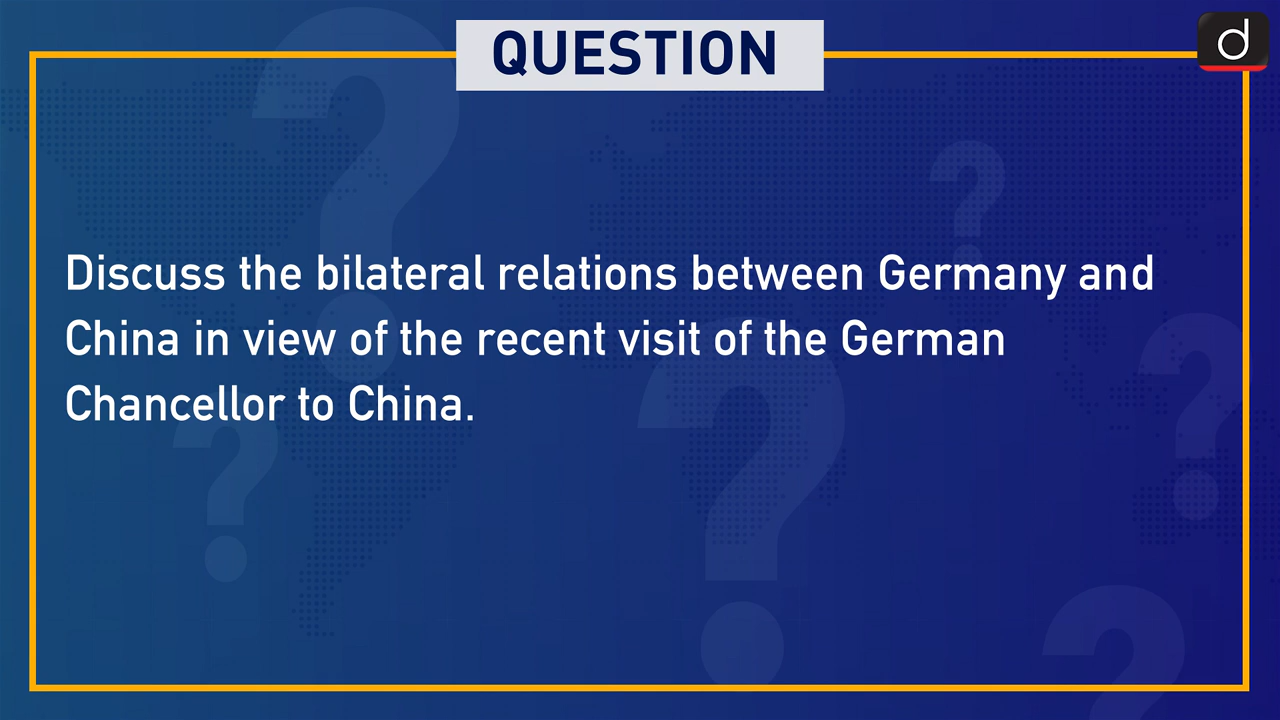 QUESTION
d
Discuss the bilateral relations between Germany and
China in view of the recent visit of the German
Chancellor to China.